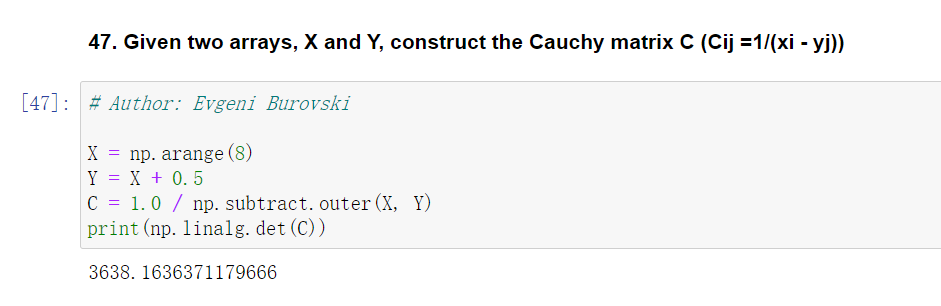 47. Given two arrays, X and Y, construct the Cauchy matrix C (Cij =1/(xi - yj))
[47]: # Author: Evgeni Burovski
X = np.arange(8)
Y = X + 0.5
C = 1.0 / np.subtract.outer(X, Y)
print(np.linalg.det(C))
3638.1636371179666